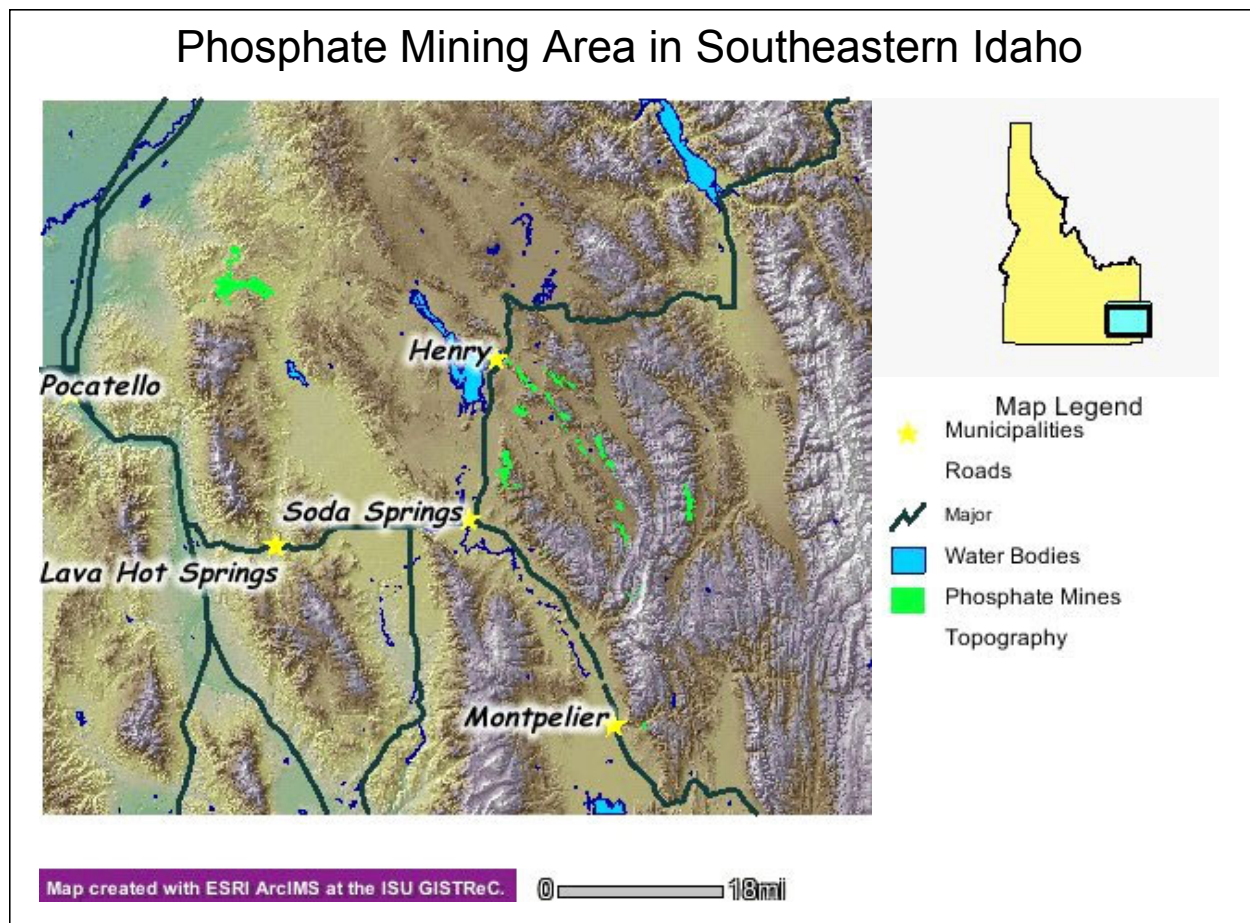 Phosphate Mining Area in Southeastern Idaho
Henry
Pocatello
Soda Springs
Lava Hot Springs
Montpelier
Map Legend
Municipalities
Roads
Major
Water Bodies
Phosphate Mines
Topography
Map created with ESRI ArcIMS at the ISU GISTReC.
0 18mi